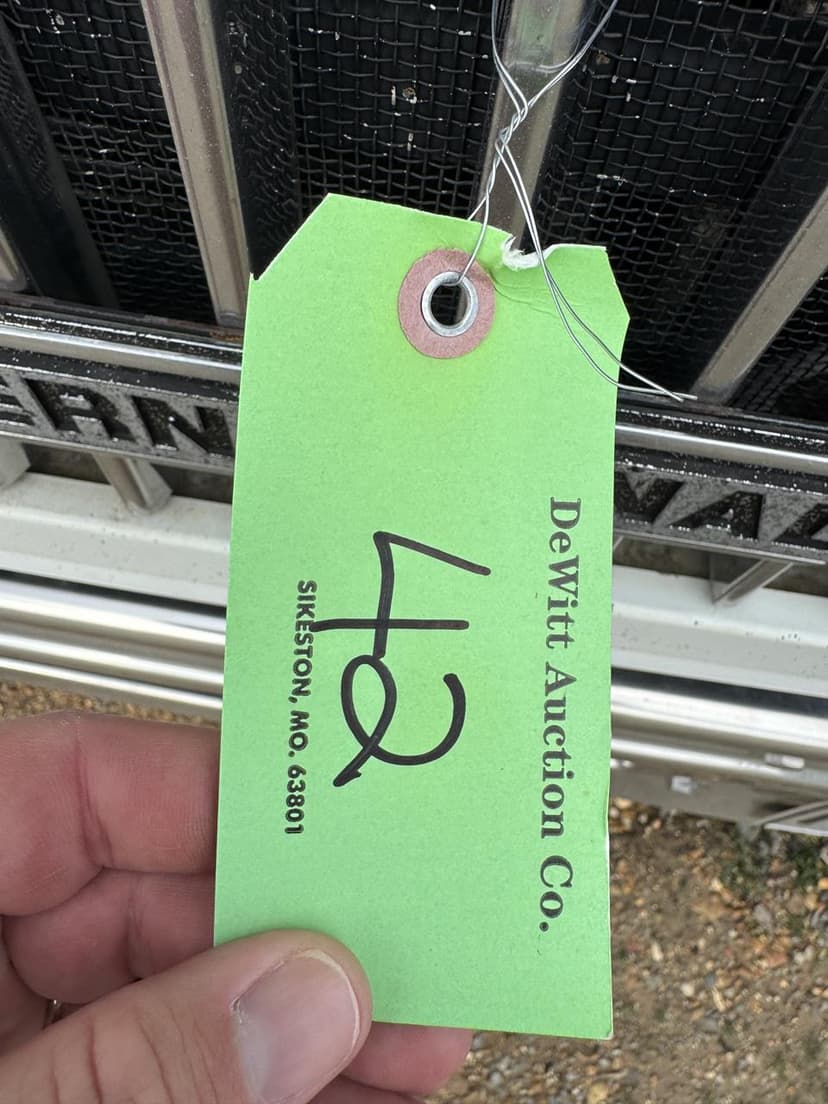 DeWitt Auction Co.
42
SIKESTON, MO. 63801